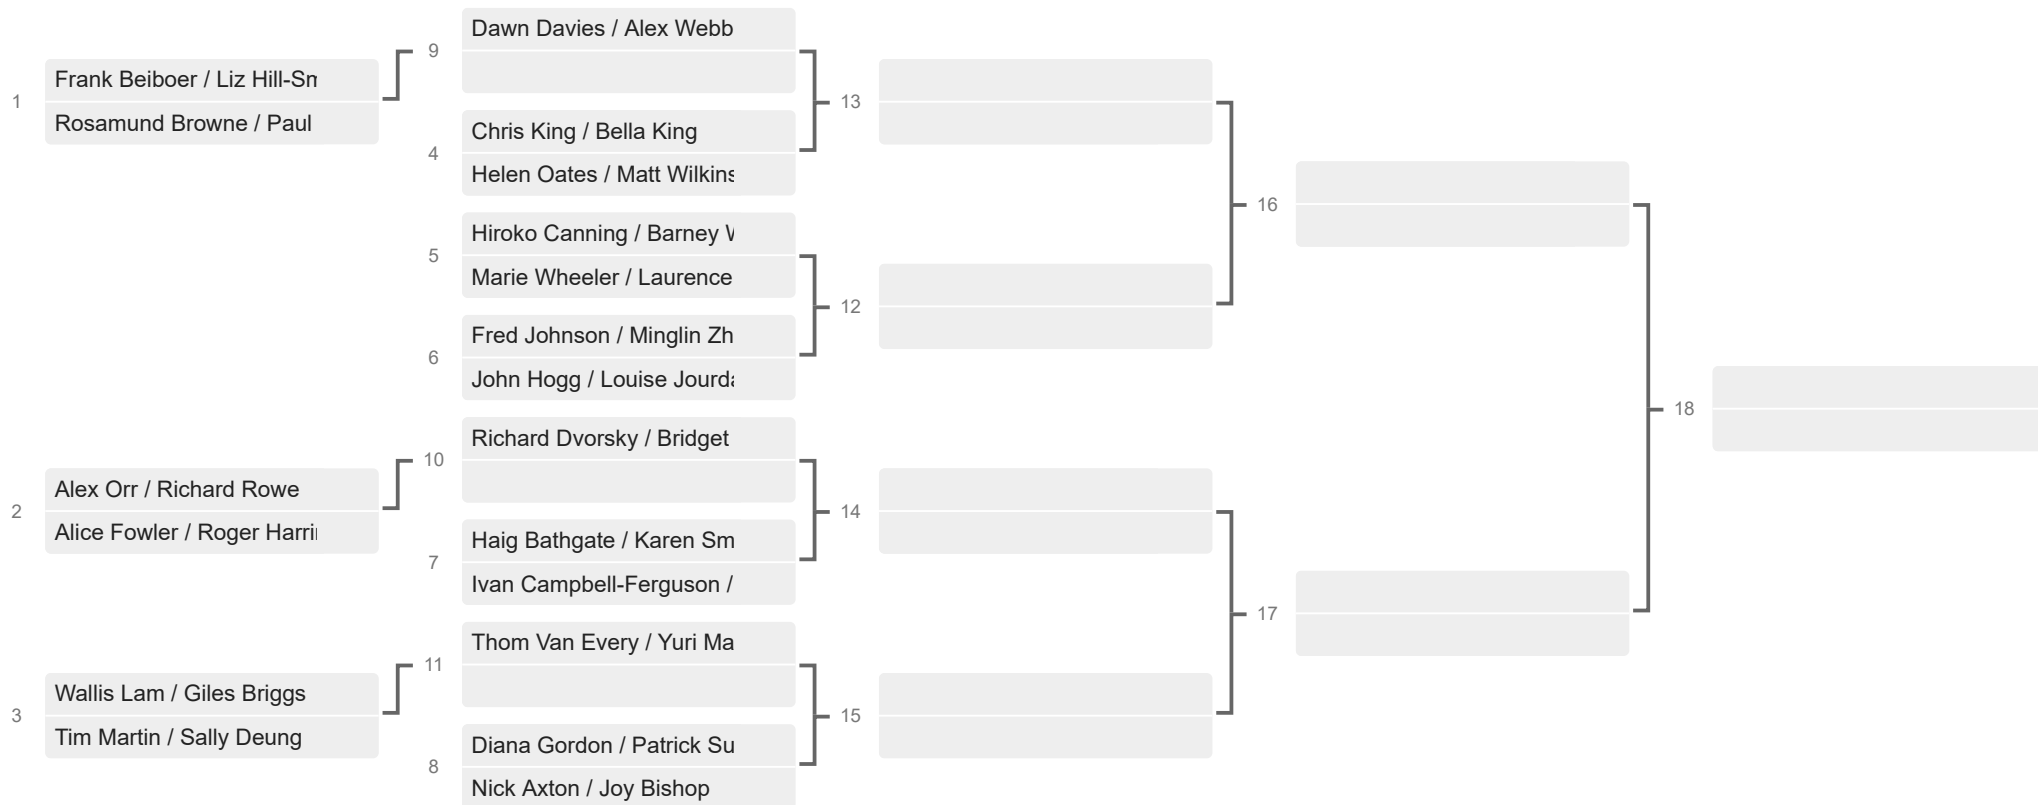 1
Frank Beiboer / Liz Hill-Sm
Rosamund Browne / Paul
2
Alex Orr / Richard Rowe
Alice Fowler / Roger Harri
3
Wallis Lam / Giles Briggs
Tim Martin / Sally Deung
9
Dawn Davies / Alex Webb
4
Chris King / Bella King
Helen Oates / Matt Wilkins
5
Hiroko Canning / Barney
Marie Wheeler / Laurence
6
Fred Johnson / Minglin Zh
John Hogg / Louise Jourda
10
Richard Dvorsky / Bridget
7
Haig Bathgate / Karen Sm
Ivan Campbell-Ferguson /
11
Thom Van Every / Yuri Ma
8
Diana Gordon / Patrick Su
Nick Axton / Joy Bishop
13
12
14
15
16
17
18